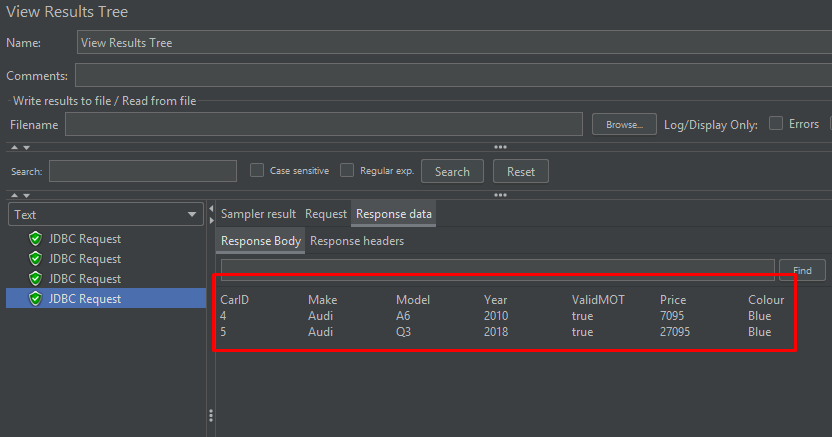 View Results Tree
Name: View Results Tree
Comments:
Write results to file / Read from file
Filename Browse... Log/Display Only: Errors
Search: Case sensitive Regular exp. Search Reset
Text
Sampler result Request Response data
JDBC Request
Response Body Response headers
JDBC Request
JDBC Request
Find
JDBC Request
CarID Make Model Year ValidMOT Price Colour
4 Audi A6 2010 true 7095 Blue
5 Audi Q3 2018 true 27095 Blue